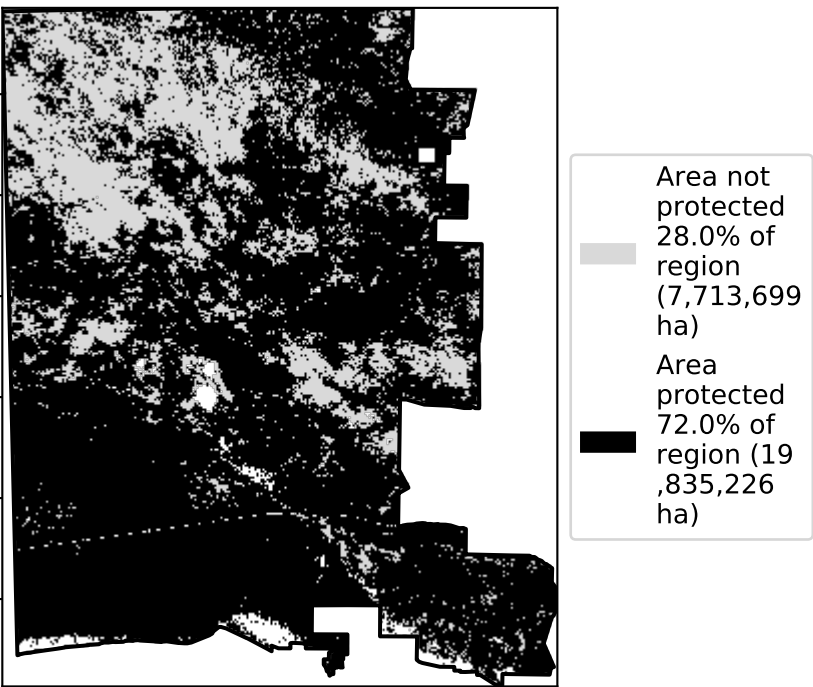 Area not
protected
28.0% of
region
(7,713,699
ha)
Area
protected
72.0% of
region (19
,835,226
ha)